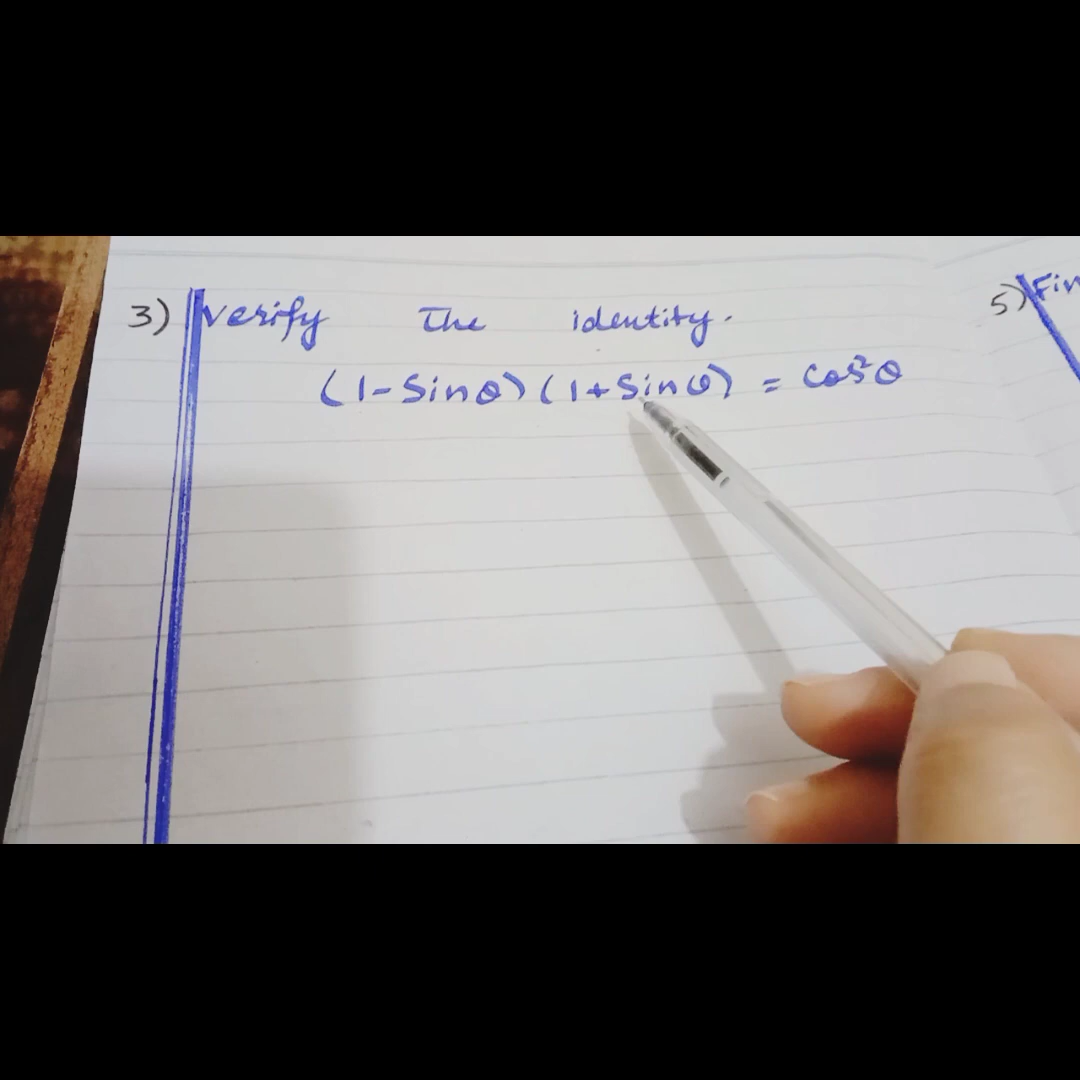 3) Verify The identity.
(1-Sinθ)(1+Sinθ) = Cos²θ
5) Fin